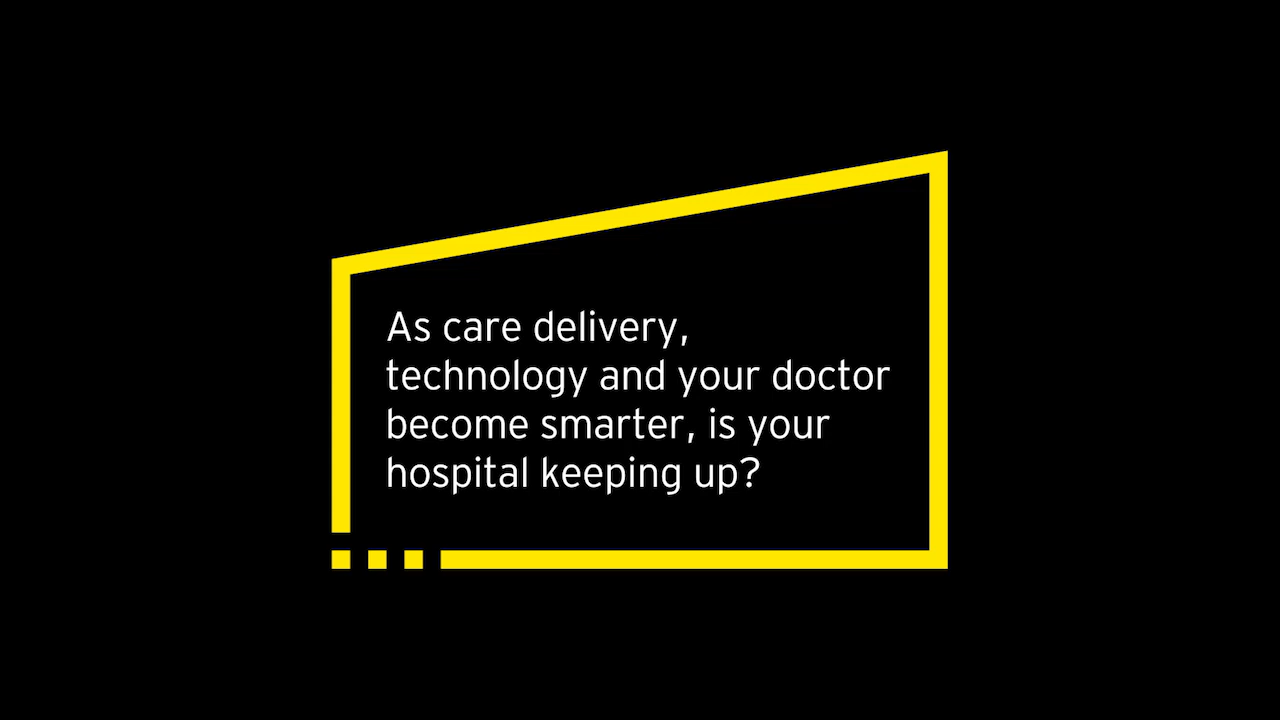 As care delivery,
technology and your doctor
become smarter, is your
hospital keeping up?